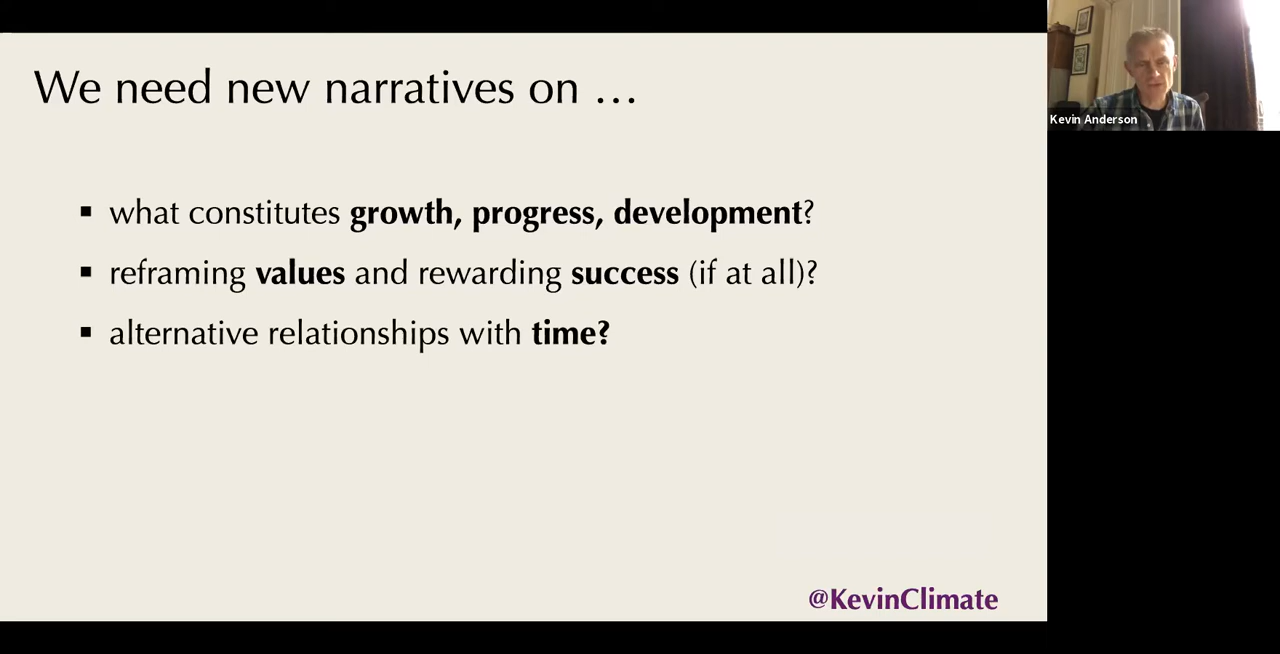 We need new narratives on …
▪ what constitutes growth, progress, development?
▪ reframing values and rewarding success (if at all)?
▪ alternative relationships with time?
@KevinClimate
Kevin Anderson